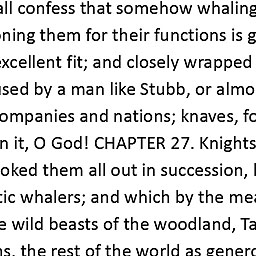 all confess that somehow whaling
ning them for their functions is g
excellent fit; and closely wrapped
used by a man like Stubb, or almo
ompanies and nations; knaves, fo
n it, O God! CHAPTER 27. Knights
oked them all out in succession,
tic whalers; and which by the mea
e wild beasts of the woodland, Ta
ns, the rest of the world as genero